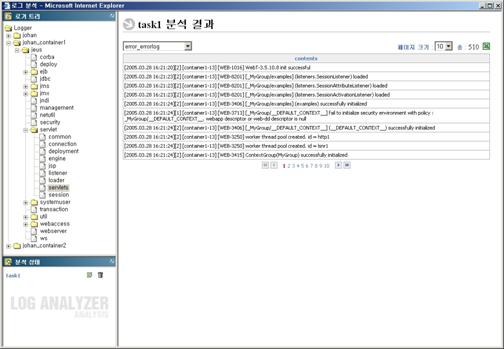 로그 분석 - Microsoft Internet Explorer
로거 트리
Logger
johan
johan_container1
jeus
corba
deploy
ejb
jdbc
jms
jmx
jndi
management
netutil
security
servlet
common
connection
deployment
engine
jsp
listener
loader
servlets
session
systemuser
transaction
util
webaccess
webserver
ws
johan_container2
분석 상태
task1
LOG ANALYZER
ANALYSIS
task1 분석 결과
error_errorlog
페이지 크기 : 10 총 : 510
contents
[2005.03.28 16:21:20][2] [container1-13] [WEB-1016] WebT-3.5.10.8 init successful
[2005.03.28 16:21:24][2] [container1-13] [WEB-8201] [_MyGroup/examples] (listeners.SessionListener) loaded
[2005.03.28 16:21:24][2] [container1-13] [WEB-8201] [_MyGroup/examples] (listeners.SessionAttributeListener) loaded
[2005.03.28 16:21:24][2] [container1-13] [WEB-8201] [_MyGroup/examples] (listeners.SessionActivationListener) loaded
[2005.03.28 16:21:24][2] [container1-13] [WEB-3406] [_MyGroup/examples] (examples) successfully initialized
[2005.03.28 16:21:24][1] [container1-13] [WEB-3713] [_MyGroup/__DEFAULT_CONTEXT__] fail to initialize security environment with policy :
_MyGroup/__DEFAULT_CONTEXT__. webapp descriptor or web-dd descriptor is null
[2005.03.28 16:21:24][2] [container1-13] [WEB-3406] [_MyGroup/__DEFAULT_CONTEXT__] (__DEFAULT_CONTEXT__) successfully initialized
[2005.03.28 16:21:24][2] [container1-13] [WEB-3250] worker thread pool created. id = http1
[2005.03.28 16:21:24][2] [container1-13] [WEB-3250] worker thread pool created. id = lsnr1
[2005.03.28 16:21:24][2] [container1-13] [WEB-3415] ContextGroup(MyGroup) successfully initialized
1 2 3 4 5 6 7 8 9 10